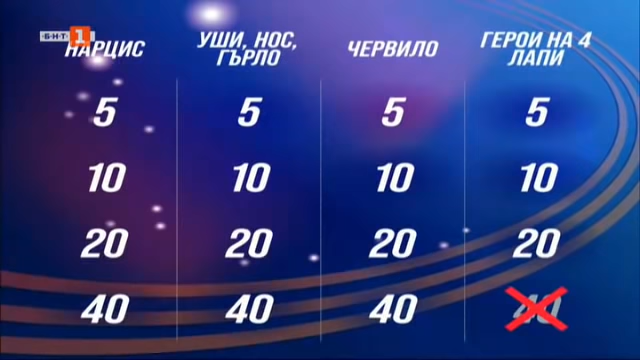 БНТ 1
НАРЦИС
УШИ, НОС,
ГЪРЛО
ЧЕРВИЛО
ГЕРОИ НА 4
ЛАПИ
5 5 5 5
10 10 10 10
20 20 20 20
40 40 40 40